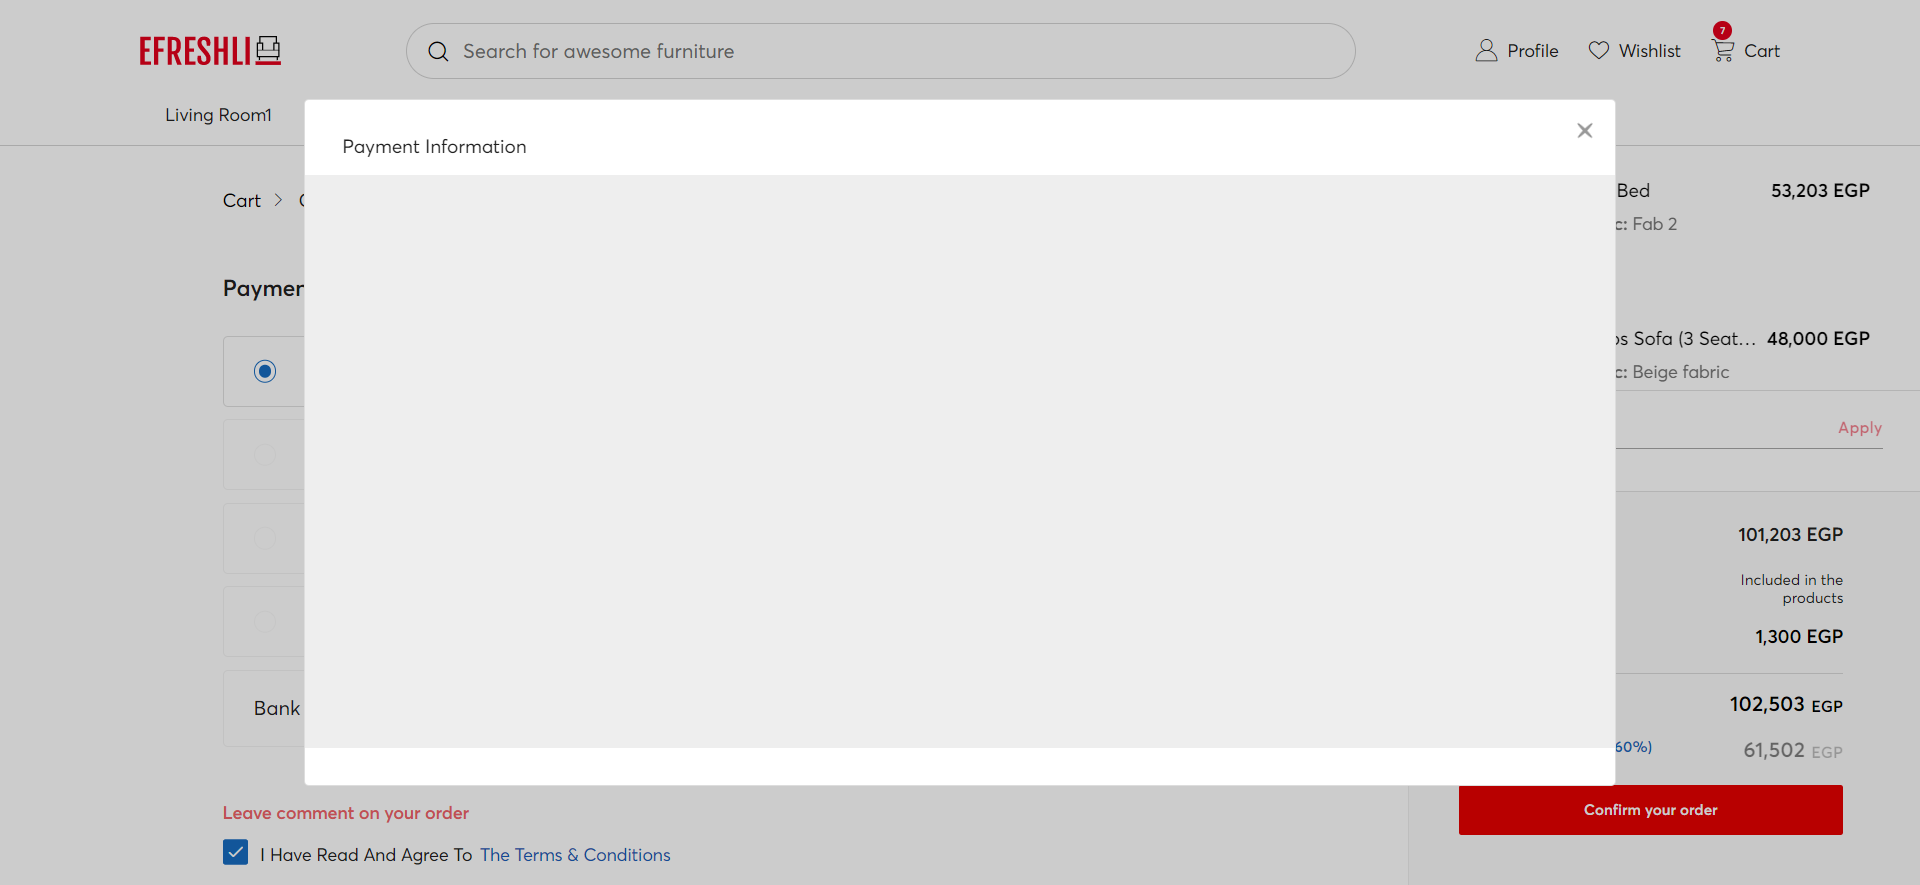 EFRESHLI
Search for awesome furniture
Profile
Wishlist
7
Cart
Living Room1
Payment Information
Cart
Bed
53,203 EGP
c: Fab 2
Paymen
os Sofa (3 Seat...
48,000 EGP
c: Beige fabric
Apply
101,203 EGP
Included in the
products
1,300 EGP
Bank
102,503 EGP
60%)
61,502 EGP
Leave comment on your order
Confirm your order
I Have Read And Agree To The Terms & Conditions